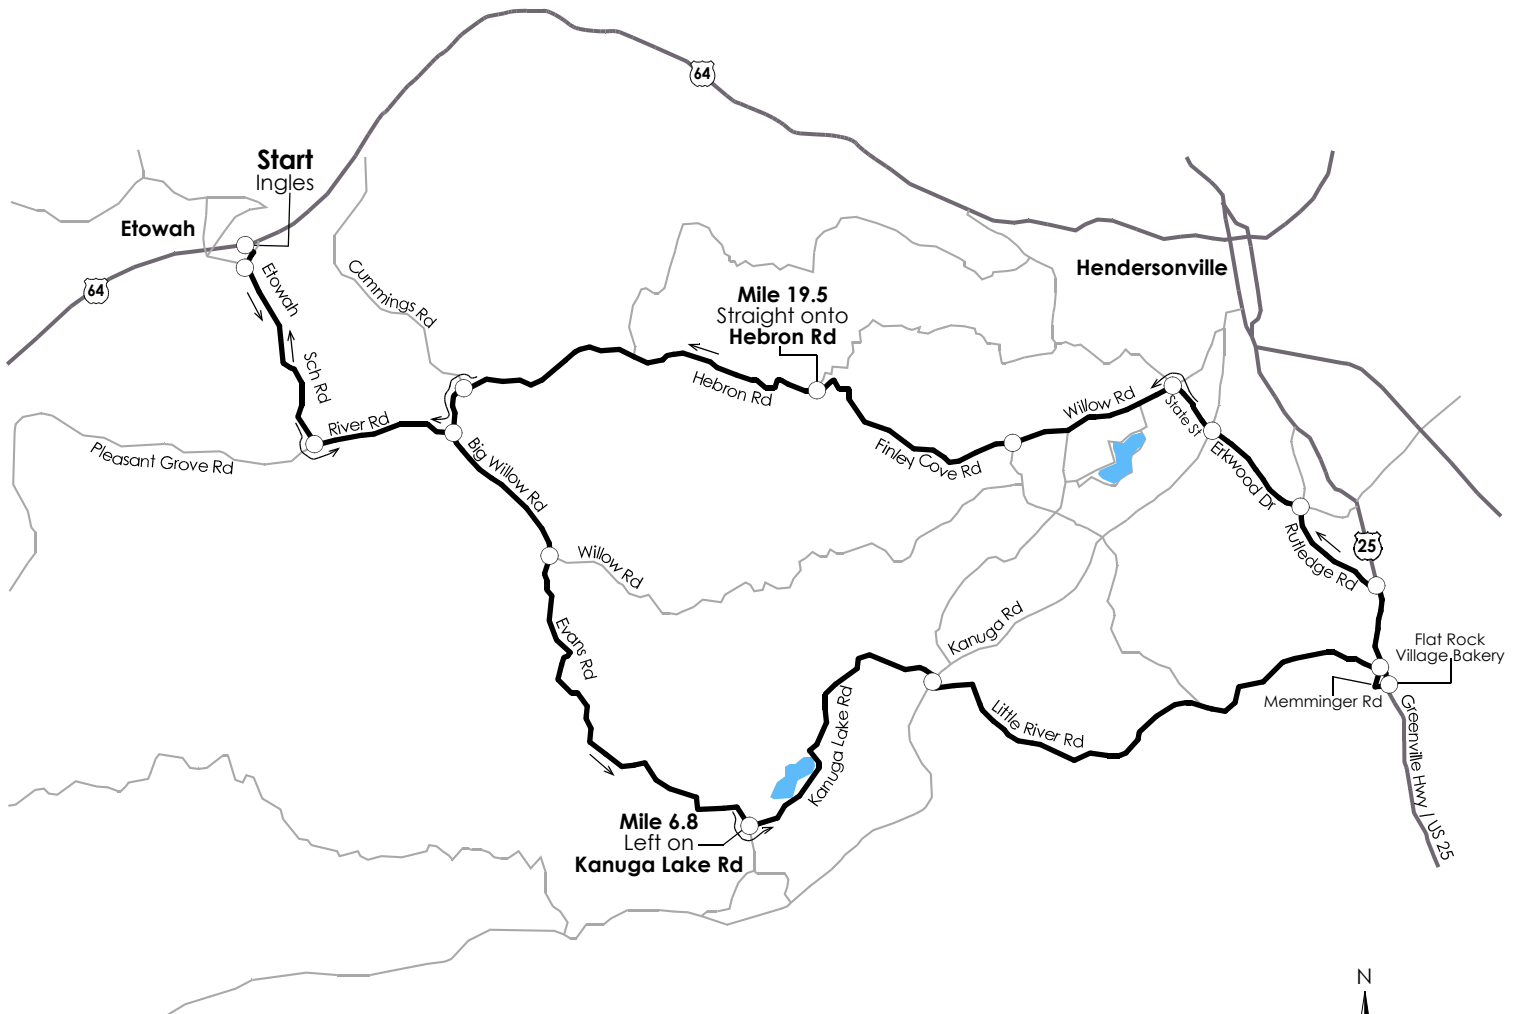 64
Start
Ingles
Etowah
64
Etowah
Sch Rd
Cummings Rd
Hendersonville
Mile 19.5
Straight onto
Hebron Rd
Hebron Rd
Willow Rd
State St
River Rd
Pleasant Grove Rd
Big Willow Rd
Finley Cove Rd
Erkwood Dr
Rutledge Rd
25
Willow Rd
Evans Rd
Kanuga Rd
Flat Rock
Village Bakery
Memminger Rd
Little River Rd
Kanuga Lake Rd
Greenville Hwy / US 25
Mile 6.8
Left on
Kanuga Lake Rd
N